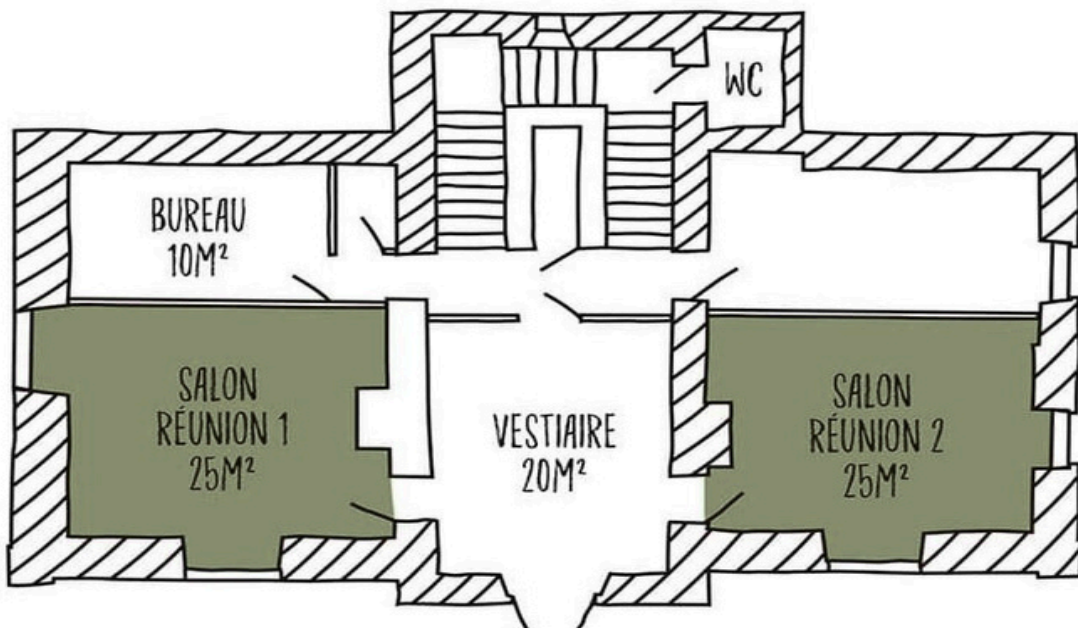 WC
BUREAU
10M²
SALON
RÉUNION 1
25M²
VESTIAIRE
20M²
SALON
RÉUNION 2
25M²